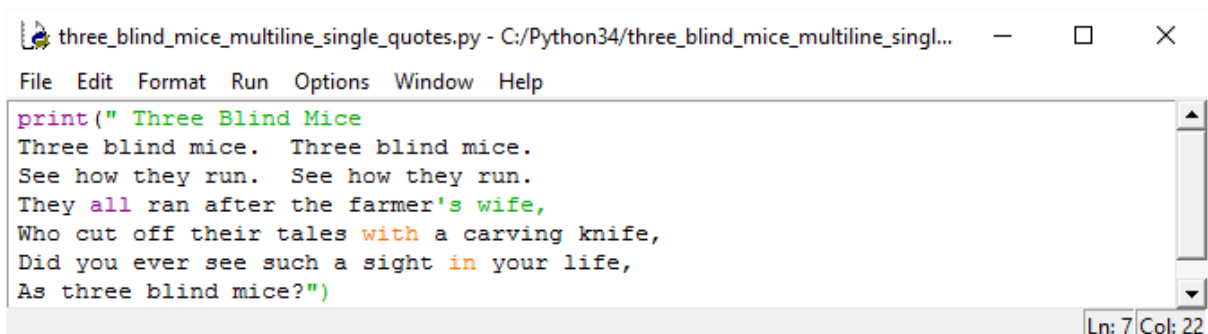 three_blind_mice_multiline_single_quotes.py - C:/Python34/three_blind_mice_multiline_singl...
File Edit Format Run Options Window Help
print(" Three Blind Mice
Three blind mice.  Three blind mice.
See how they run.  See how they run.
They all ran after the farmer's wife,
Who cut off their tales with a carving knife,
Did you ever see such a sight in your life,
As three blind mice?")
Ln: 7 Col: 22